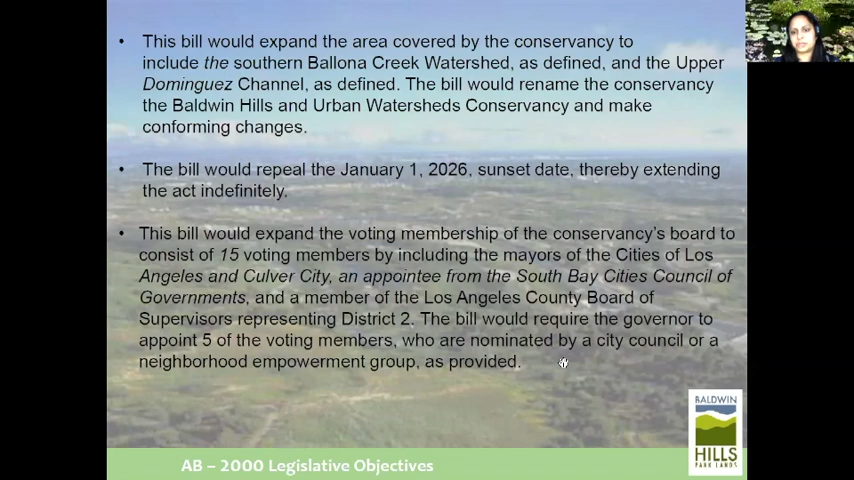 • This bill would expand the area covered by the conservancy to
include the southern Ballona Creek Watershed, as defined, and the Upper
Dominguez Channel, as defined. The bill would rename the conservancy
the Baldwin Hills and Urban Watersheds Conservancy and make
conforming changes.
• The bill would repeal the January 1, 2026, sunset date, thereby extending
the act indefinitely.
• This bill would expand the voting membership of the conservancy's board to
consist of 15 voting members by including the mayors of the Cities of Los
Angeles and Culver City, an appointee from the South Bay Cities Council of
Governments, and a member of the Los Angeles County Board of
Supervisors representing District 2. The bill would require the governor to
appoint 5 of the voting members, who are nominated by a city council or a
neighborhood empowerment group, as provided.
BALDWIN
HILLS
PARK LANDS
AB – 2000 Legislative Objectives